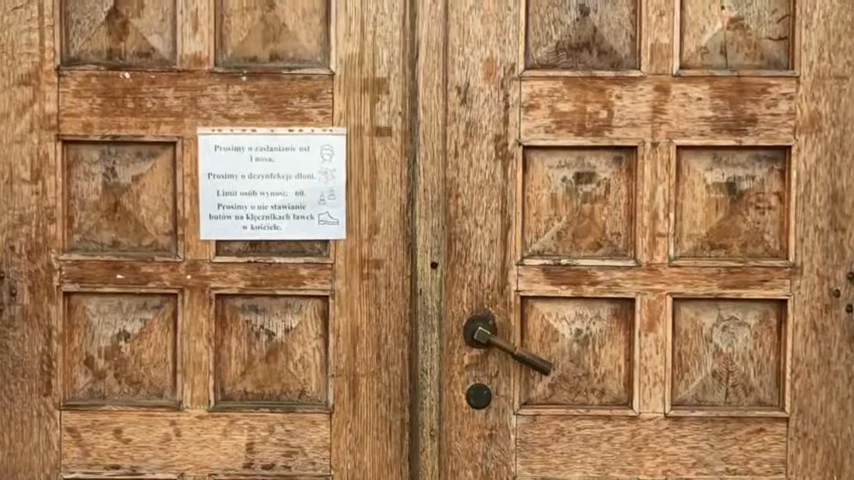 Prosimy o zasłanianie ust
i nosa.
Prosimy o dezynfekcję dłoni.
Limit osób wynosi: 60.
Prosimy o nie stawianie
butów na klęcznikach ławek
w kościele.